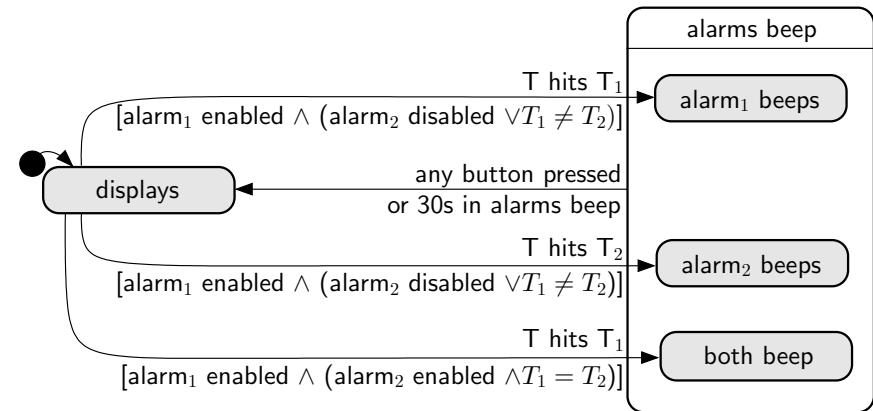 alarms beep
T hits T₁
[alarm₁ enabled ∧ (alarm₂ disabled ∨T₁ ≠ T₂)]
alarm₁ beeps
displays
any button pressed
or 30s in alarms beep
T hits T₂
[alarm₁ enabled ∧ (alarm₂ disabled ∨T₁ ≠ T₂)]
alarm₂ beeps
T hits T₁
[alarm₁ enabled ∧ (alarm₂ enabled ∧T₁ = T₂)]
both beep